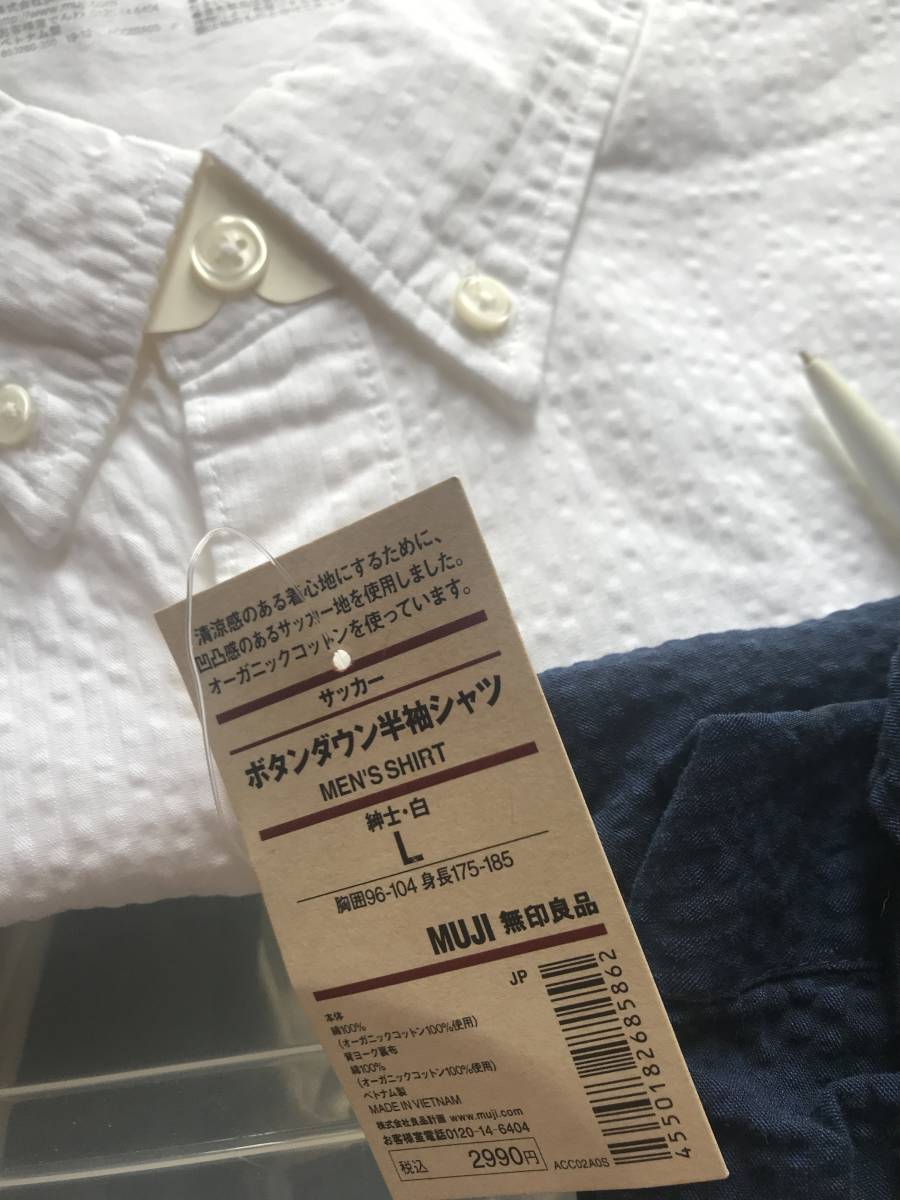 清涼感のある着心地にするために、
凹凸感のあるサッカー地を使用しました。
オーガニックコットンを使っています。
サッカー
ボタンダウン半袖シャツ
MEN'S SHIRT
紳士・白
L
胸囲96-104 身長175-185
MUJI 無印良品
JP
本体
綿100%
(オーガニックコットン100%使用)
背ヨーク裏布
綿100%
(オーガニックコットン100%使用)
ベトナム製
MADE IN VIETNAM
株式会社良品計画 www.muji.com
お客様室電話0120-14-6404
税込 2990円
ACC02A0S
4550182685862